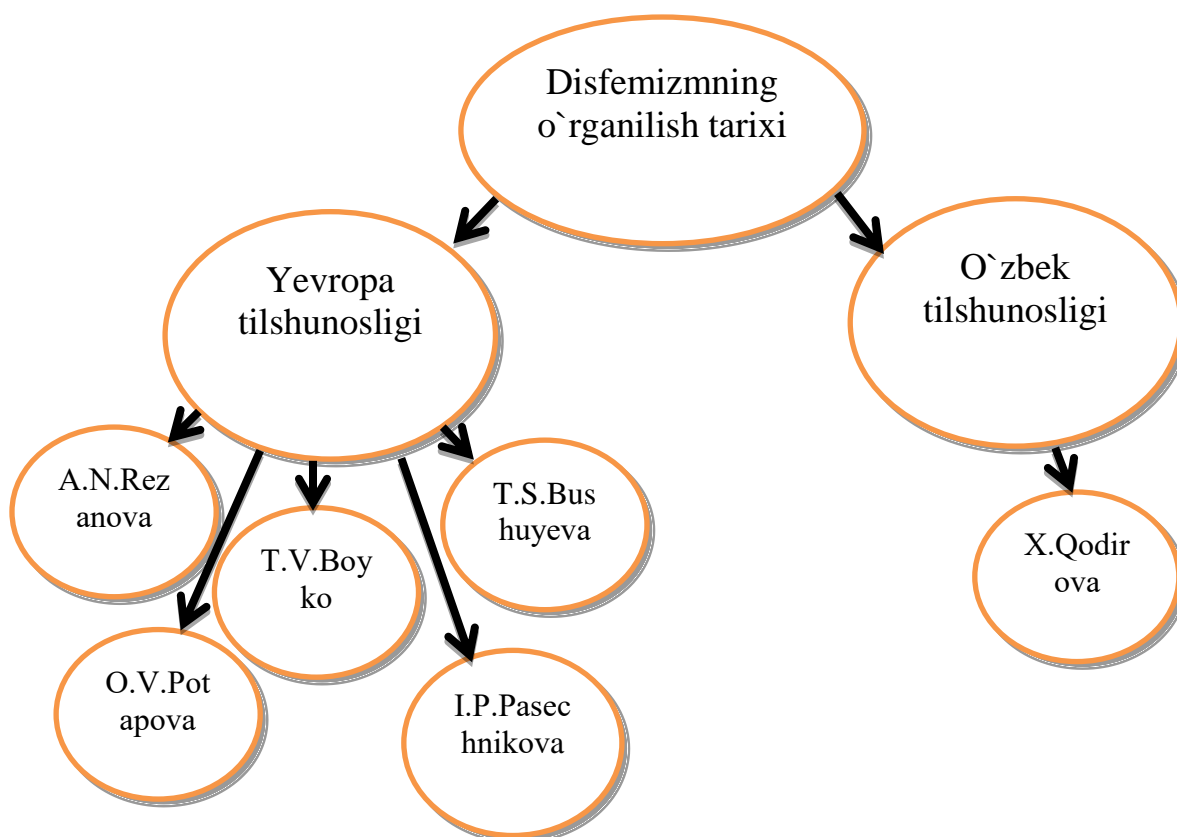 Disfemizmning
o`rganilish tarixi
Yevropa
tilshunosligi
O`zbek
tilshunosligi
A.N.Rez
anova
T.S.Bus
huyeva
T.V.Boy
ko
X.Qodir
ova
O.V.Pot
apova
I.P.Pasec
hnikova